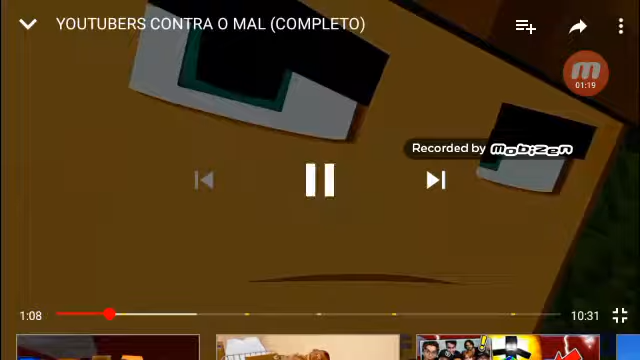 YOUTUBERS CONTRA O MAL (COMPLETO)
01:19
Recorded by mobizen
1:08
10:31